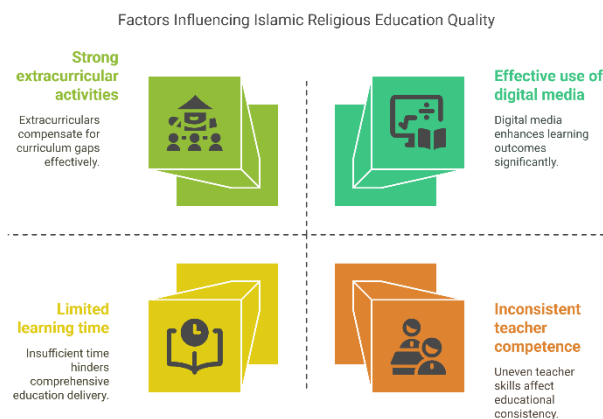 Factors Influencing Islamic Religious Education Quality
Strong
extracurricular
activities
Extracurriculars
compensate for
curriculum gaps
effectively.
Effective use of
digital media
Digital media
enhances learning
outcomes
significantly.
Limited
learning time
Insufficient time
hinders
comprehensive
education delivery.
Inconsistent
teacher
competence
Uneven teacher
skills affect
educational
consistency.